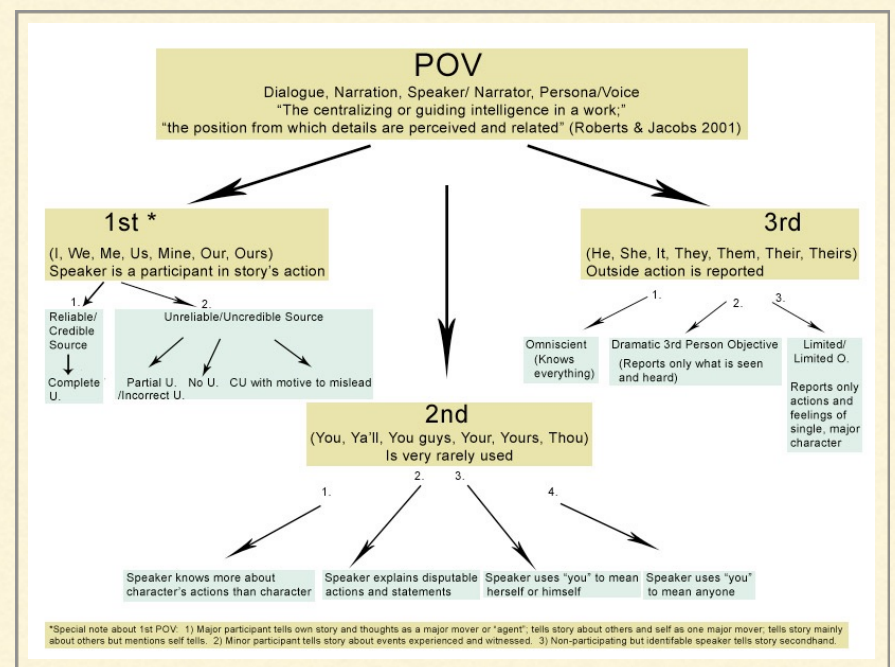 POV
Dialogue, Narration, Speaker/ Narrator, Persona/Voice
“The centralizing or guiding intelligence in a work;”
“the position from which details are perceived and related” (Roberts & Jacobs 2001)
1st *
(I, We, Me, Us, Mine, Our, Ours)
Speaker is a participant in story’s action
1.
Reliable/
Credible
Source
Complete
U.
2.
Unreliable/Uncredible Source
Partial U.
/Incorrect U.
No U.
CU with motive to mislead
3rd
(He, She, It, They, Them, Their, Theirs)
Outside action is reported
1.
Omniscient
(Knows
everything)
2.
Dramatic 3rd Person Objective
(Reports only what is seen
and heard)
3.
Limited/
Limited O.
Reports only
actions and
feelings of
single, major
character
2nd
(You, Ya’ll, You guys, Your, Yours, Thou)
Is very rarely used
1.
Speaker knows more about
character’s actions than character
2.
Speaker explains disputable
actions and statements
3.
Speaker uses “you” to mean
herself or himself
4.
Speaker uses “you”
to mean anyone
*Special note about 1st POV: 1) Major participant tells own story and thoughts as a major mover or “agent”; tells story about others and self as one major mover; tells story mainly
about others but mentions self tells. 2) Minor participant tells story about events experienced and witnessed. 3) Non-participating but identifable speaker tells story secondhand.